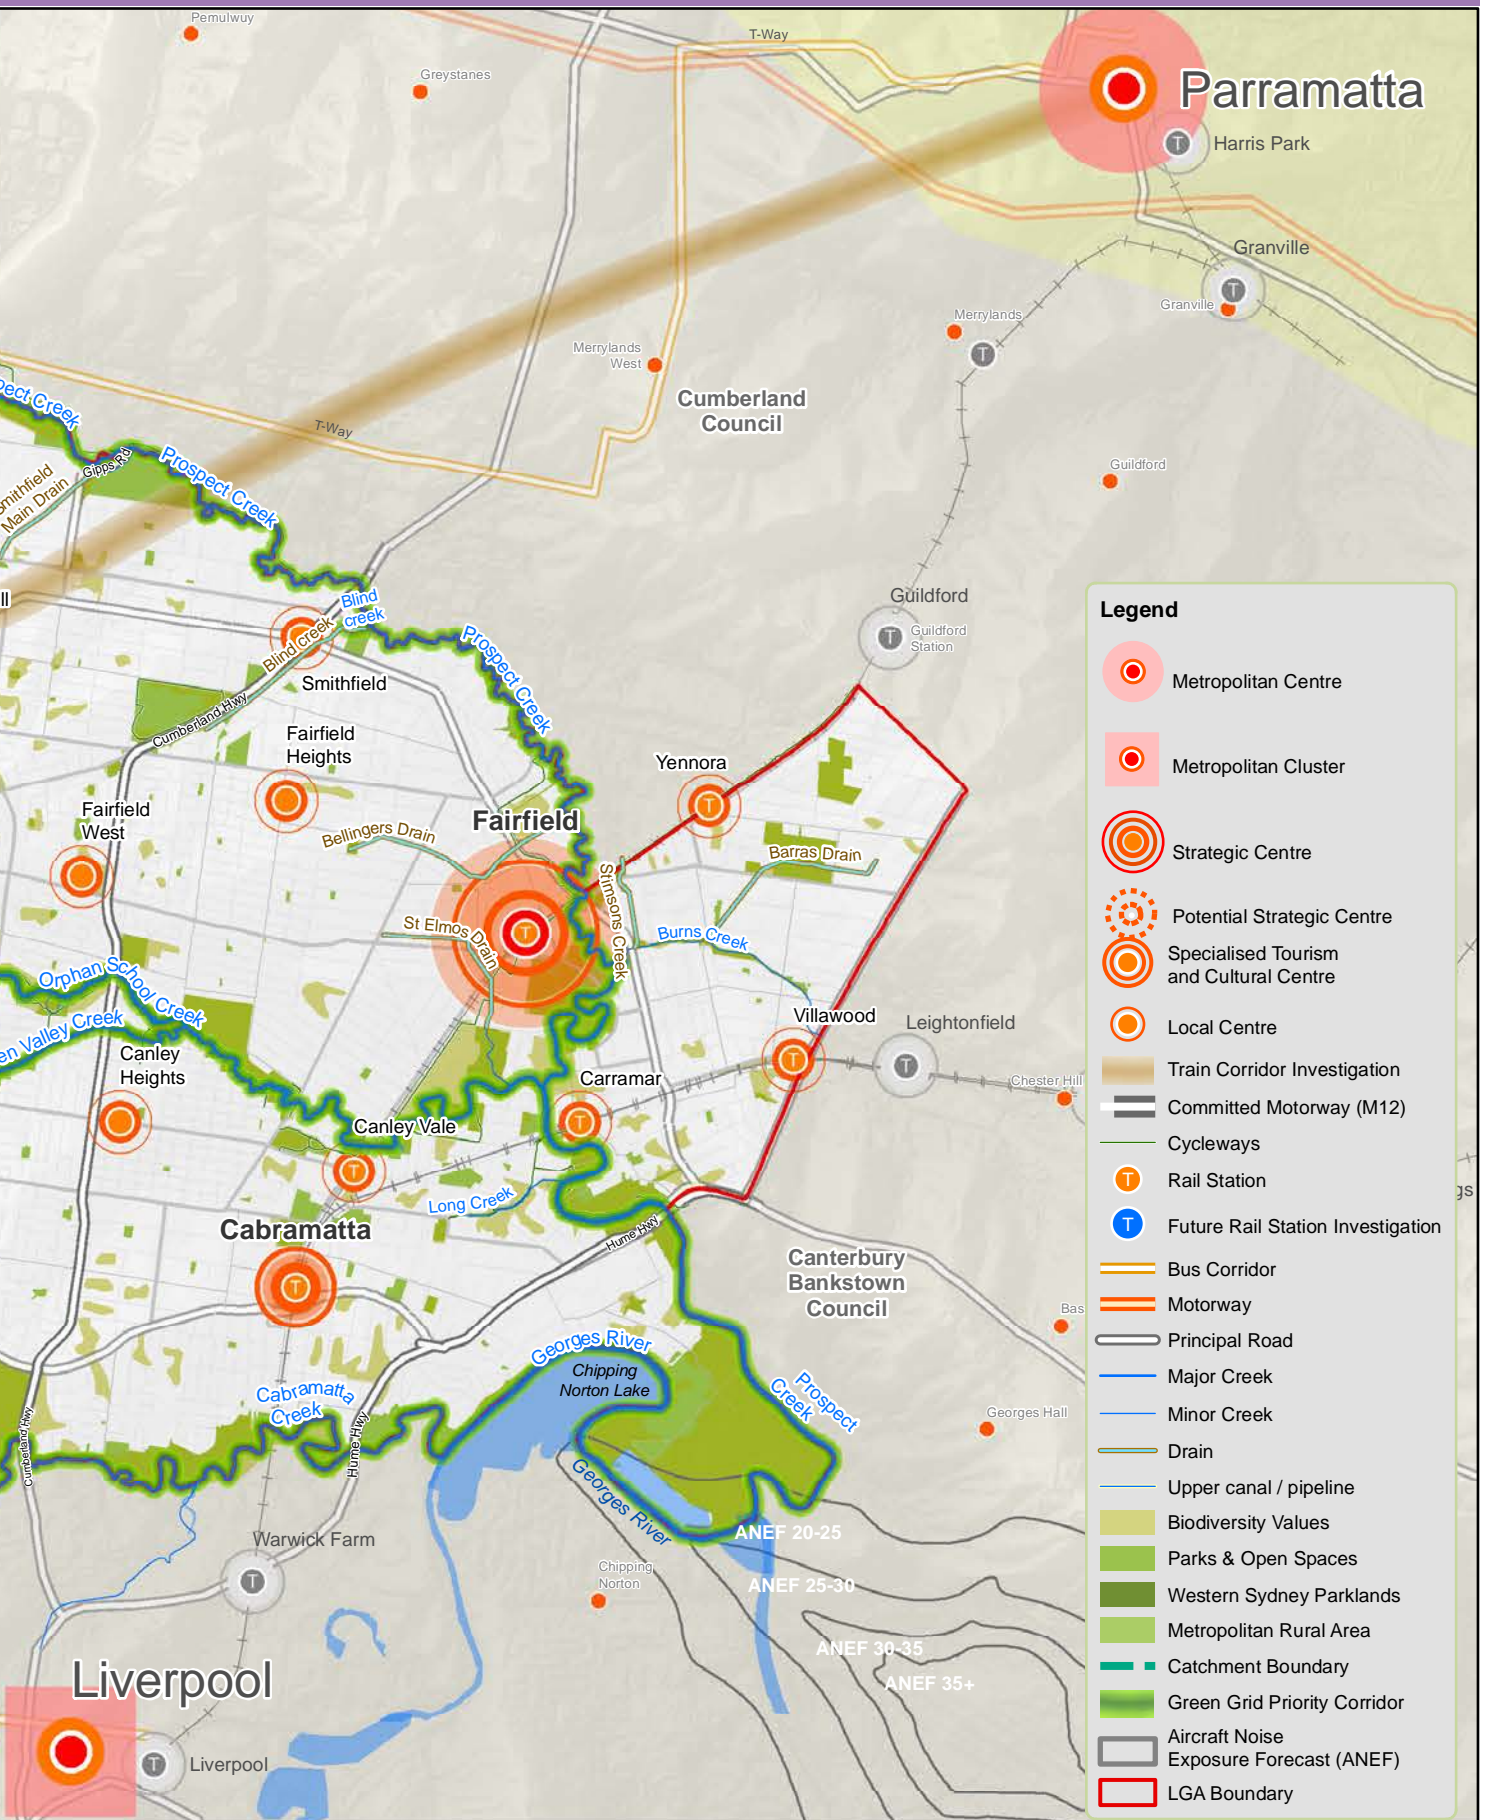 Pemulwuy
Greystanes
T-Way
Parramatta
Harris Park
Granville
Granville
Merrylands
Merrylands
West
Cumberland
Council
T-Way
Guildford
Prospect Creek
Gipps Rd
Smithfield
Main Drain
Prospect Creek
Guildford
Guildford
Station
Blind
creek
Blind creek
Smithfield
Prospect Creek
Cumberland Hwy
Fairfield
Heights
Yennora
Fairfield
West
Fairfield
Bellingers Drain
Barras Drain
Stimsons Creek
St Elmos Drain
Burns Creek
Orphan School Creek
en Valley Creek
Canley
Heights
Villawood
Leightonfield
Carramar
Chester Hill
Canley Vale
Long Creek
Cabramatta
Hume Hwy
Canterbury
Bankstown
Council
Bas
gs
Georges River
Chipping
Norton Lake
Prospect
Creek
Cabramatta
Creek
Georges Hall
Cumberland Hwy
Hume Hwy
Georges River
Warwick Farm
ANEF 20-25
Chipping
Norton
ANEF 25-30
ANEF 30-35
ANEF 35+
Liverpool
Liverpool
Legend
Metropolitan Centre
Metropolitan Cluster
Strategic Centre
Potential Strategic Centre
Specialised Tourism
and Cultural Centre
Local Centre
Train Corridor Investigation
Committed Motorway (M12)
Cycleways
T Rail Station
T Future Rail Station Investigation
Bus Corridor
Motorway
Principal Road
Major Creek
Minor Creek
Drain
Upper canal / pipeline
Biodiversity Values
Parks & Open Spaces
Western Sydney Parklands
Metropolitan Rural Area
Catchment Boundary
Green Grid Priority Corridor
Aircraft Noise
Exposure Forecast (ANEF)
LGA Boundary